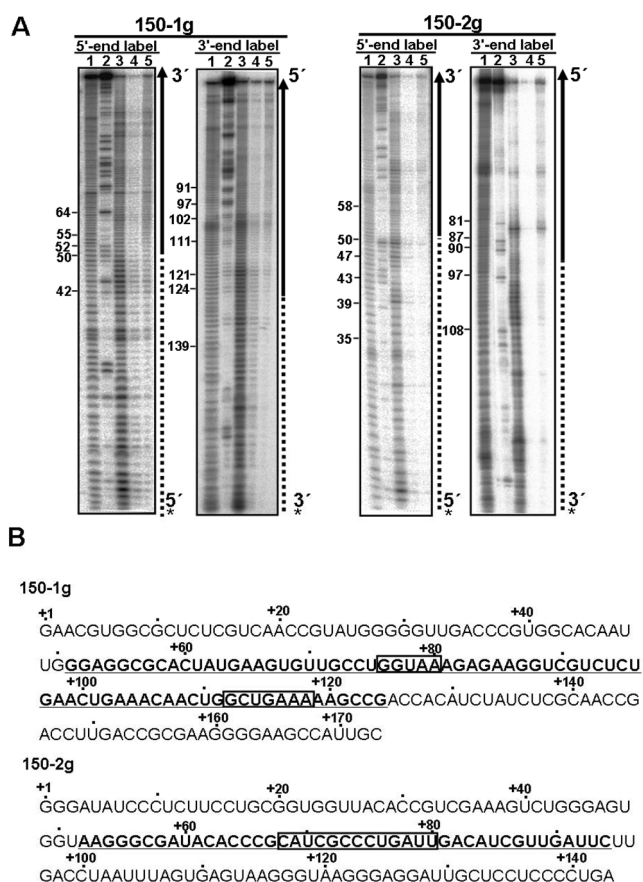 A
150-1g
150-2g
5'-end label
3'-end label
5'-end label
3'-end label
1 2 3 4 5
1 2 3 4 5
1 2 3 4 5
1 2 3 4 5
3´
5´
3´
5´
64
55
52
50
42
91
97
102
111
121
124
139
58
50
47
43
39
35
81
87
90
97
108
5´
*
3´
*
5´
*
3´
*
B
150-1g
+1 +20 +40
GAACGUGGCGCUCUCGUCAACCGUAUGGGGGUUGACCCGUGGCACAAU
+60 +80
UGGGAGGCGCACUAUGAAGUGUUGCCUGGUAAAGAGAAGGUCGUCUCU
+100 +120 +140
GAACUGAAACAACUGGCUGAAAAAGCCGACCACAUCUAUCUCGCAACCG
+160 +170
ACCUUGACCGCGAAGGGGAAGCCAUUGC
150-2g
+1 +20 +40
GGGAUAUCCCUCUUCCUGCGGUGGUUACACCGUCGAAAGUCUGGGAGU
+60 +80
GGUAAGGGCGAUACACCCGCAUCGCCCUGAUUGACAUCGUUGAUUCUU
+100 +120 +140
GACCUAAUUUAGUGAGUAAGGGUAAGGGAGGAUUGCUCCUCCCCUGA